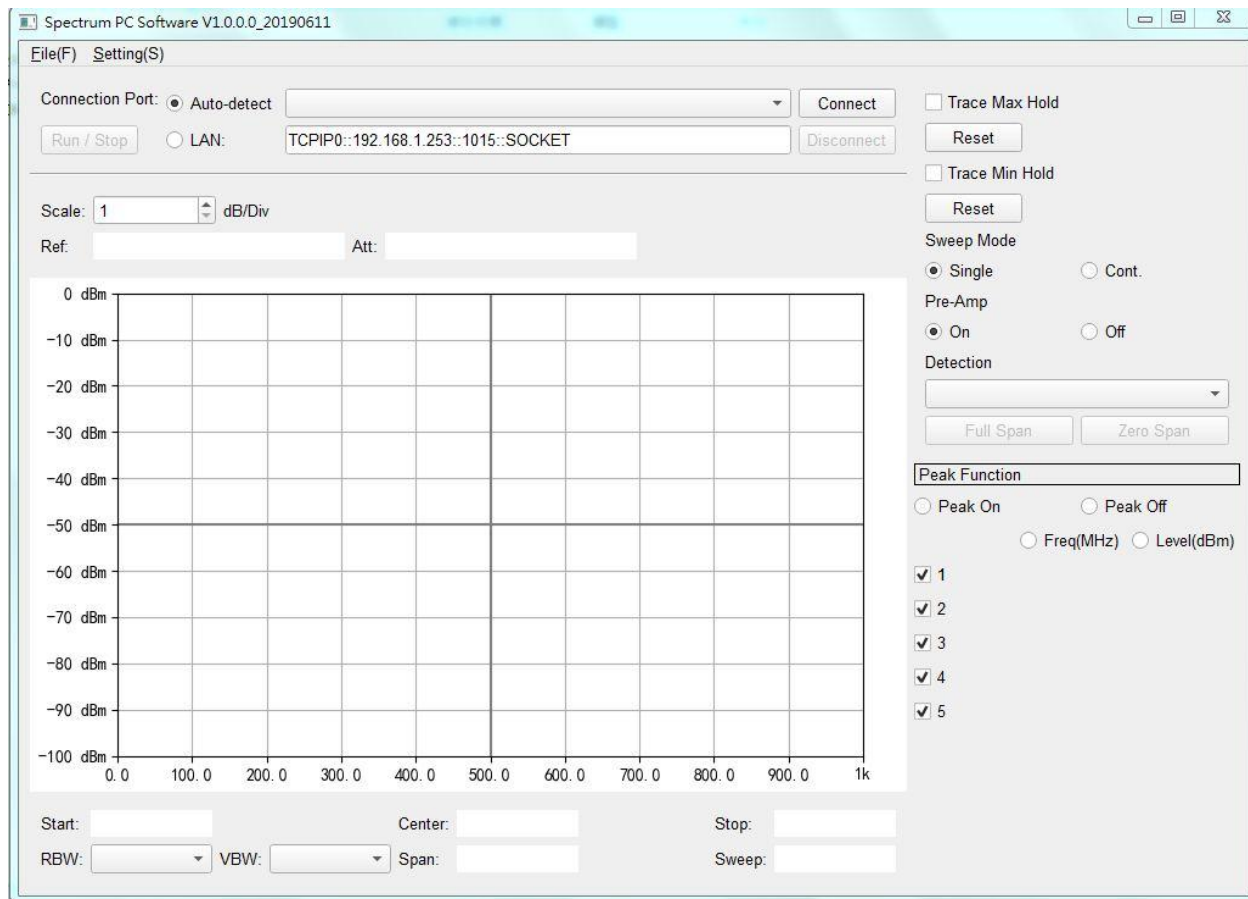 Spectrum PC Software V1.0.0.0_20190611
File(F) Setting(S)
Connection Port: Auto-detect Connect
Run / Stop LAN: TCPIP0::192.168.1.253::1015::SOCKET Disconnect
Scale: 1 dB/Div
Ref: Att:
0 dBm
-10 dBm
-20 dBm
-30 dBm
-40 dBm
-50 dBm
-60 dBm
-70 dBm
-80 dBm
-90 dBm
-100 dBm
0.0 100.0 200.0 300.0 400.0 500.0 600.0 700.0 800.0 900.0 1k
Start: Center: Stop:
RBW: VBW: Span: Sweep:
Trace Max Hold
Reset
Trace Min Hold
Reset
Sweep Mode
Single Cont.
Pre-Amp
On Off
Detection
Full Span Zero Span
Peak Function
Peak On Peak Off
Freq(MHz) Level(dBm)
1
2
3
4
5